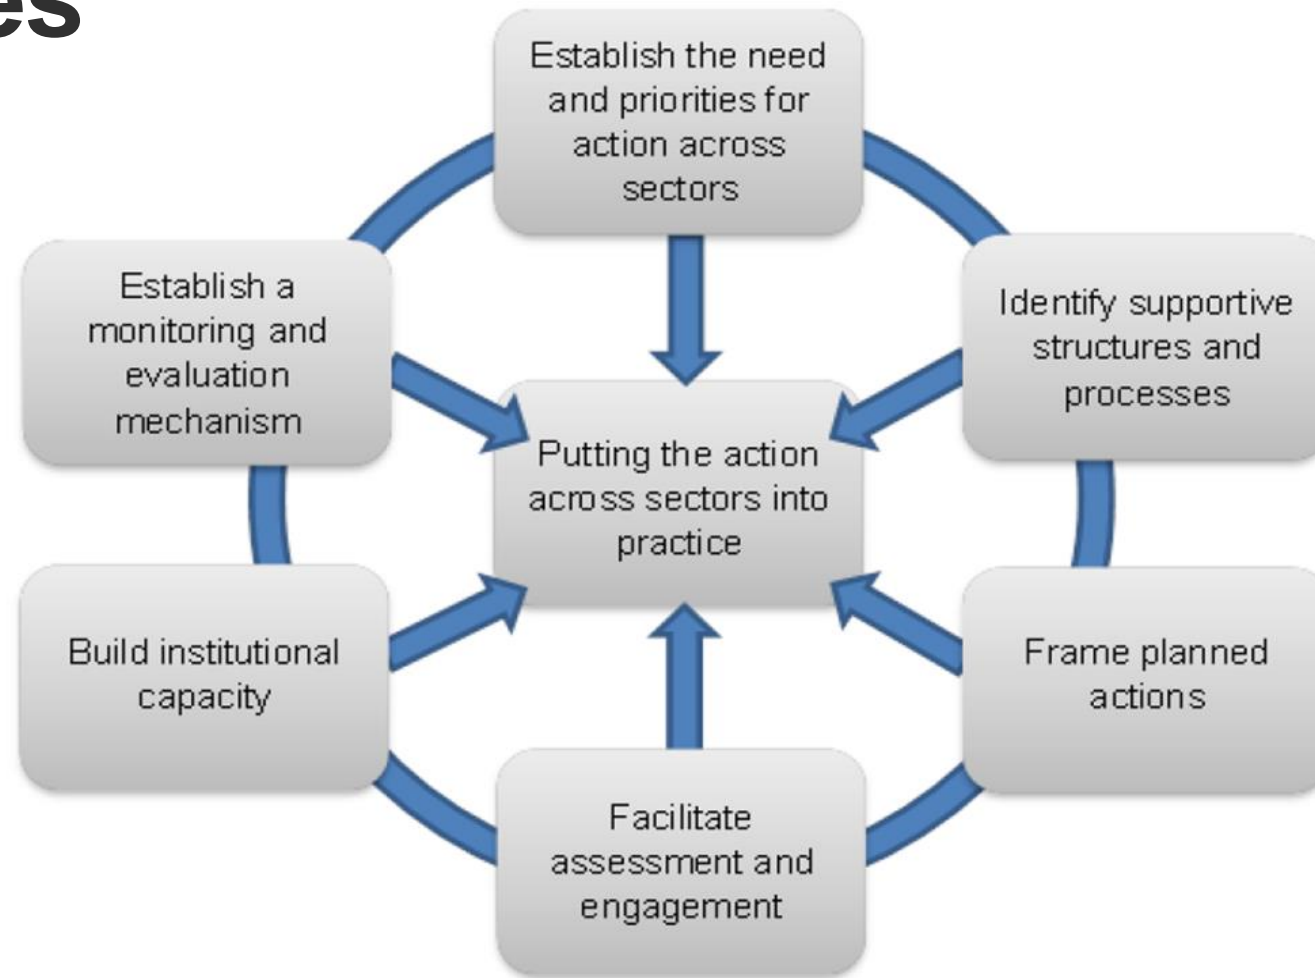 es
Establish the need
and priorities for
action across
sectors
Identify supportive
structures and
processes
Frame planned
actions
Facilitate
assessment and
engagement
Build institutional
capacity
Establish a
monitoring and
evaluation
mechanism
Putting the action
across sectors into
practice